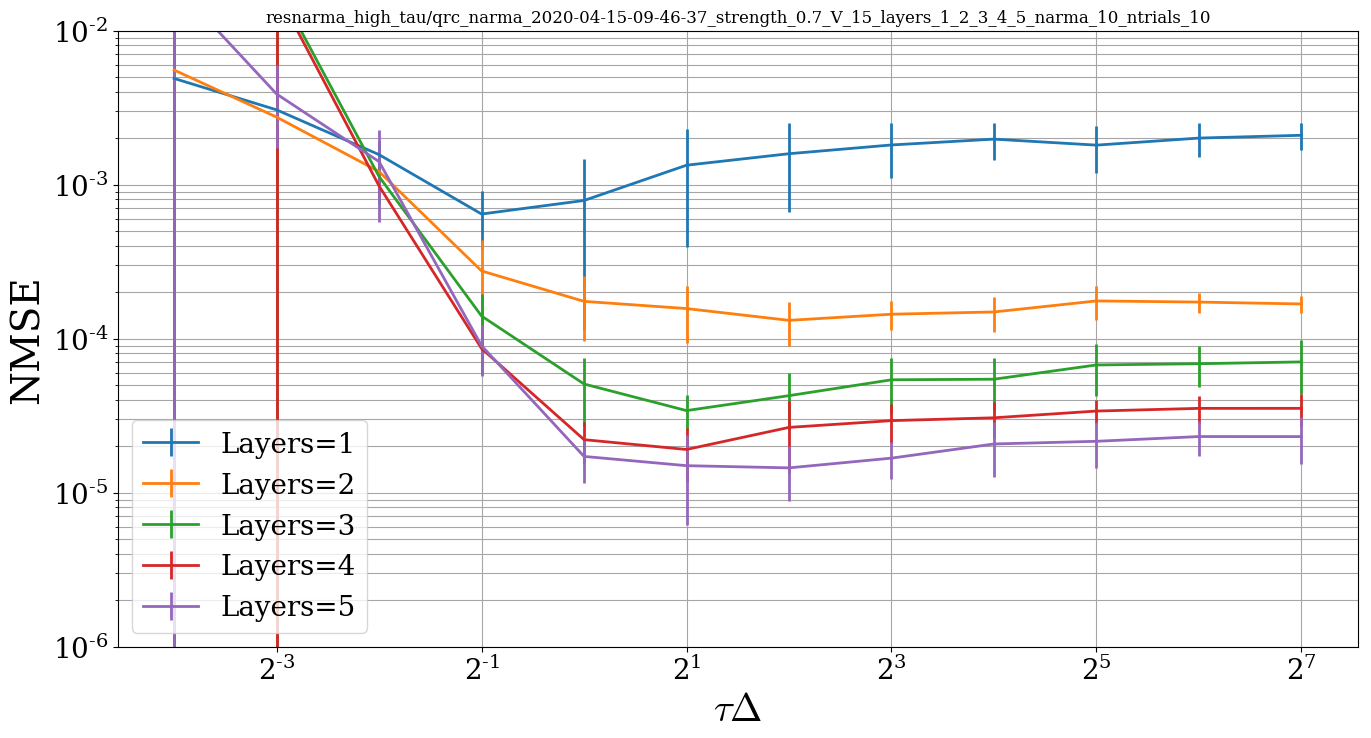 resnarma_high_tau/qrc_narma_2020-04-15-09-46-37_strength_0.7_V_15_layers_1_2_3_4_5_narma_10_ntrials_10
NMSE
10^-2
10^-3
10^-4
10^-5
10^-6
Layers=1
Layers=2
Layers=3
Layers=4
Layers=5
2^-3 2^-1 2^1 2^3 2^5 2^7
τΔ